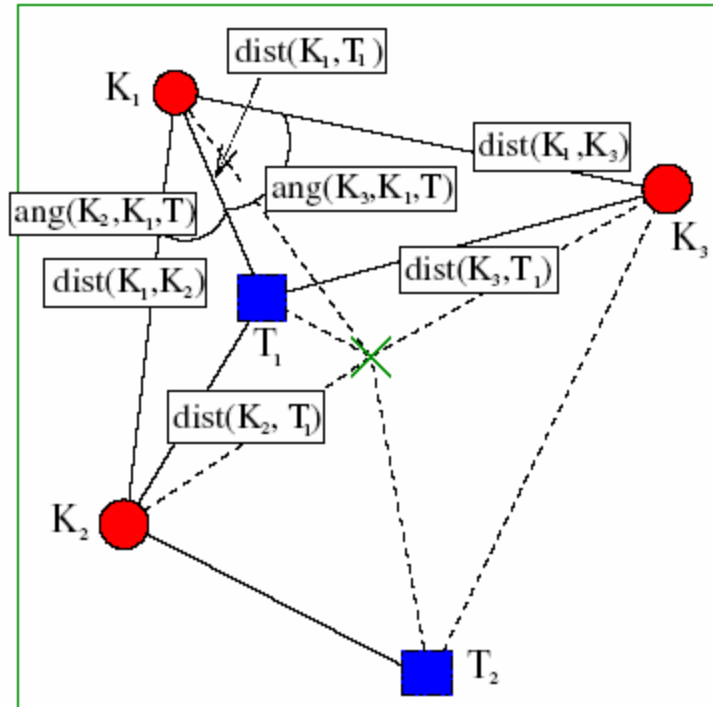 dist(K₁,T₁)
K₁
dist(K₁,K₃)
ang(K₃,K₁,T)
ang(K₂,K₁,T)
K₃
dist(K₃,T₁)
dist(K₁,K₂)
T₁
dist(K₂, T₁)
K₂
T₂